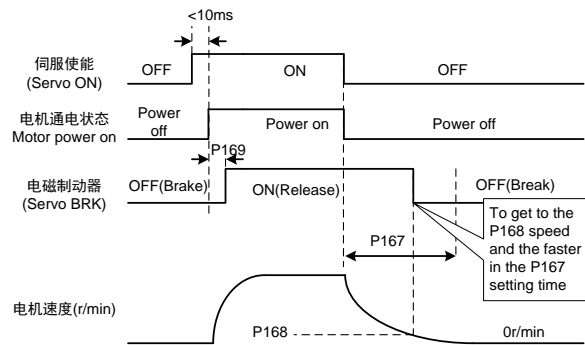 <10ms
伺服使能
(Servo ON)
OFF
ON
OFF
电机通电状态
Motor power on
Power
off
Power on
Power off
P169
电磁制动器
(Servo BRK)
OFF(Brake)
ON(Release)
OFF(Break)
To get to the
P168 speed
and the faster
in the P167
setting time
P167
电机速度(r/min)
P168
0r/min